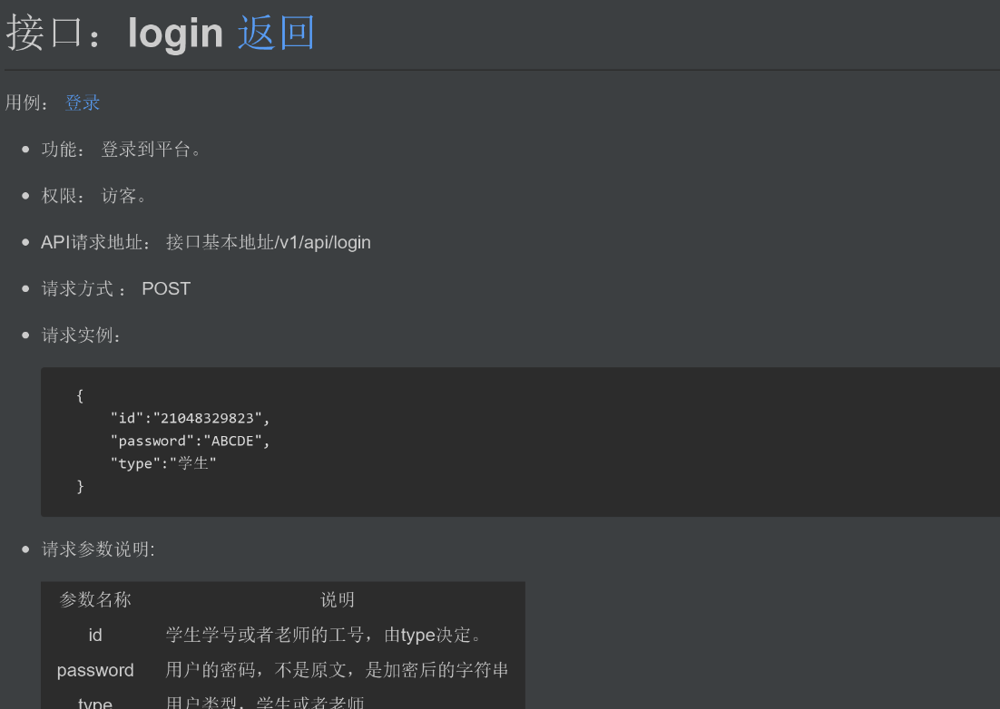 接口：login 返回
用例： 登录
功能： 登录到平台。
权限： 访客。
API请求地址： 接口基本地址/v1/api/login
请求方式 ： POST
请求实例：
{
"id":"21048329823",
"password":"ABCDE",
"type":"学生"
}
请求参数说明:
参数名称 说明
id 学生学号或者老师的工号，由type决定。
password 用户的密码，不是原文，是加密后的字符串
type 用户类型，学生或者老师